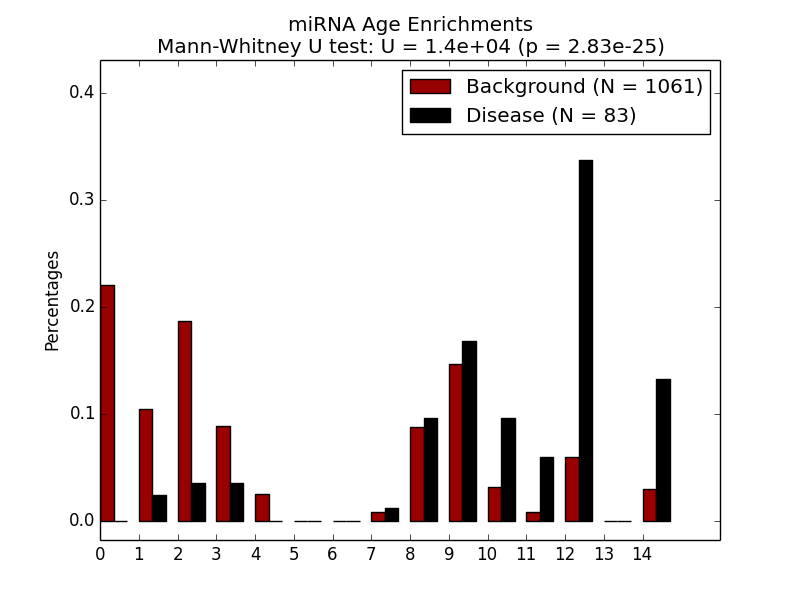 miRNA Age Enrichments
Mann-Whitney U test: U = 1.4e+04 (p = 2.83e-25)
Background (N = 1061)
Disease (N = 83)
Percentages
0.4
0.3
0.2
0.1
0.0
0 1 2 3 4 5 6 7 8 9 10 11 12 13 14